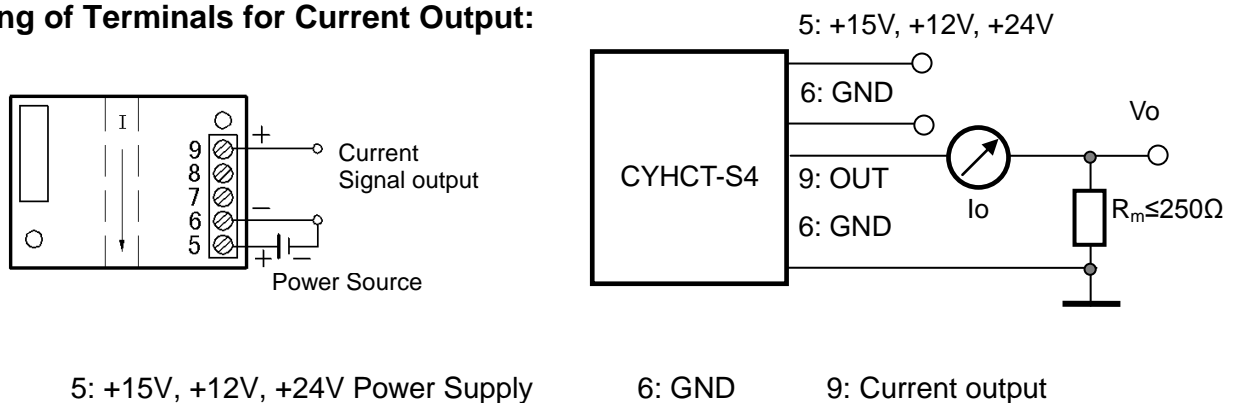 ng of Terminals for Current Output:
5: +15V, +12V, +24V
6: GND
Vo
CYHCT-S4
9: OUT
Io
Rm≤250Ω
6: GND
I
+
9
8
7
6
5
Current
Signal output
−
+
−
Power Source
5: +15V, +12V, +24V Power Supply 6: GND 9: Current output